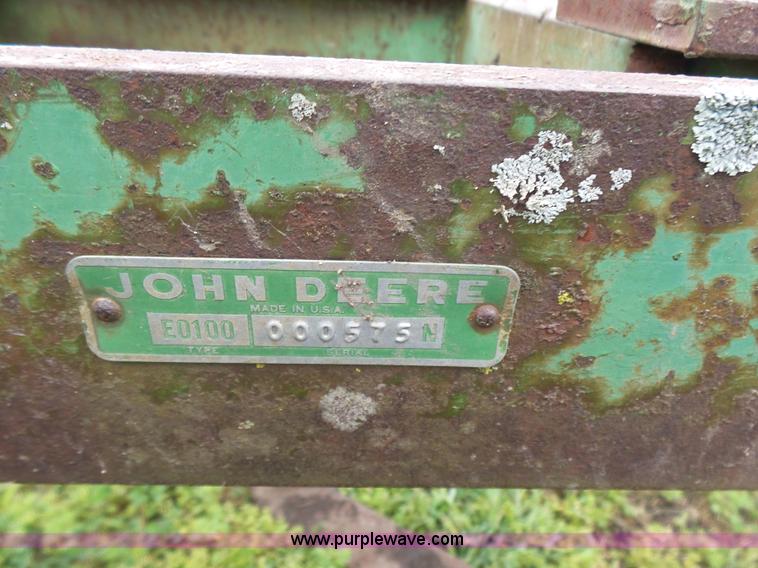 JOHN DEERE
MADE IN U.S.A.
E0100 000575N
TYPE SERIAL
www.purplewave.com